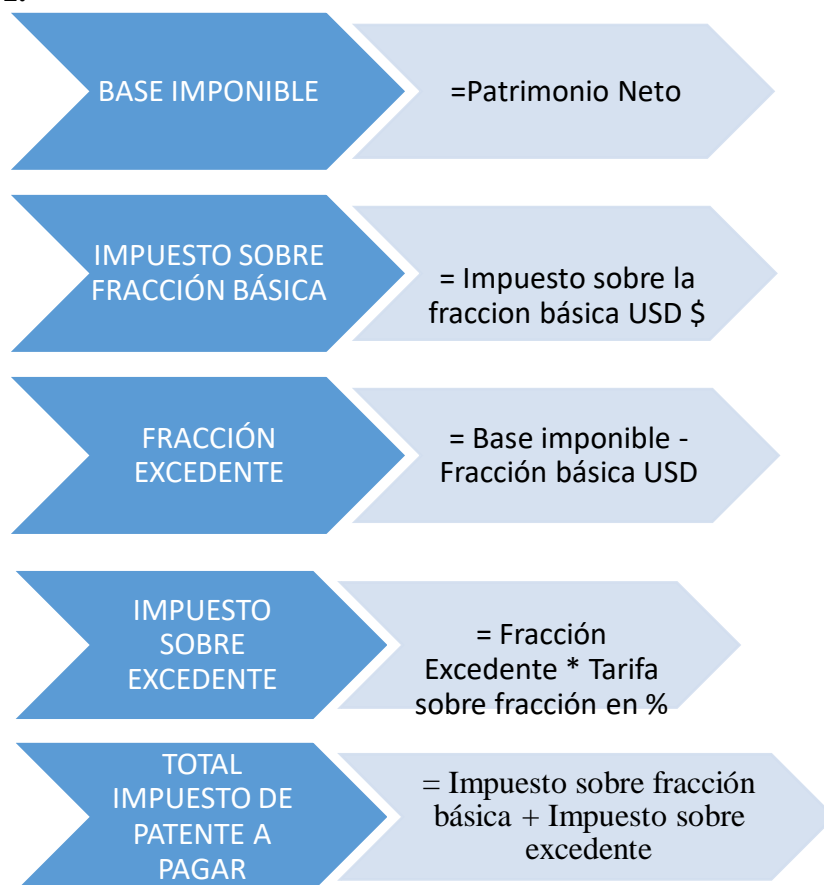 BASE IMPONIBLE
=Patrimonio Neto
IMPUESTO SOBRE
FRACCIÓN BÁSICA
= Impuesto sobre la
fraccion básica USD $
FRACCIÓN
EXCEDENTE
= Base imponible -
Fracción básica USD
IMPUESTO
SOBRE
EXCEDENTE
= Fracción
Excedente * Tarifa
sobre fracción en %
TOTAL
IMPUESTO DE
PATENTE A
PAGAR
= Impuesto sobre fracción
básica + Impuesto sobre
excedente